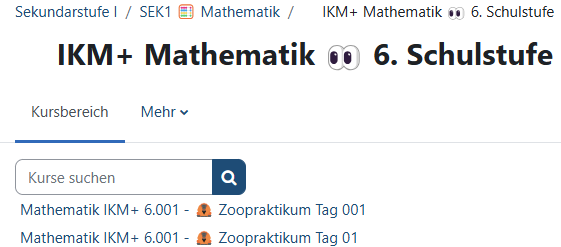 Sekundarstufe I / SEK1 🧮 Mathematik / IKM+ Mathematik 👀 6. Schulstufe
IKM+ Mathematik 👀 6. Schulstufe
Kursbereich Mehr
Kurse suchen
Mathematik IKM+ 6.001 - 🦁 Zoopraktikum Tag 001
Mathematik IKM+ 6.001 - 🦁 Zoopraktikum Tag 01